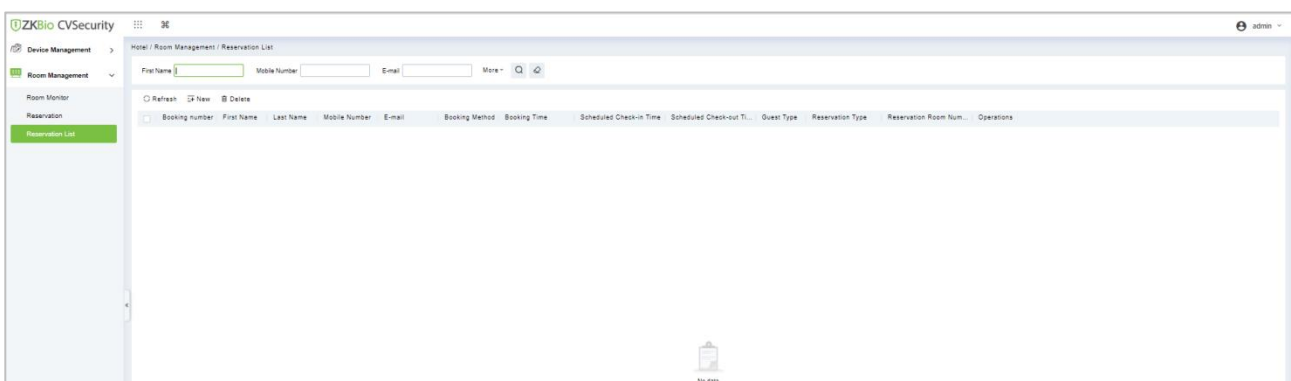 ZKBio CVSecurity
admin
Device Management
Hotel / Room Management / Reservation List
Room Management
First Name Mobile Number E-mail More
Room Monitor
Refresh New Delete
Reservation
Booking number First Name Last Name Mobile Number E-mail Booking Method Booking Time Scheduled Check-in Time Scheduled Check-out Ti... Guest Type Reservation Type Reservation Room Num... Operations
Reservation List
No data